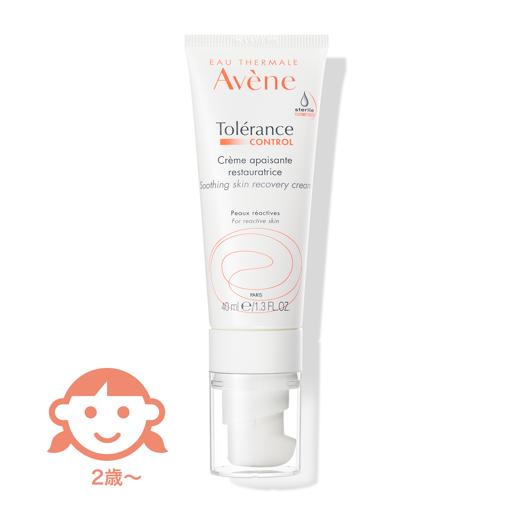 EAU THERMALE
Avène
sterile
Tolérance
CONTROL
Crème apaisante
restauratrice
Soothing skin recovery cream
Peaux réactives
For reactive skin
PARIS
40 ml e/1.3 FL.OZ.
2歳〜